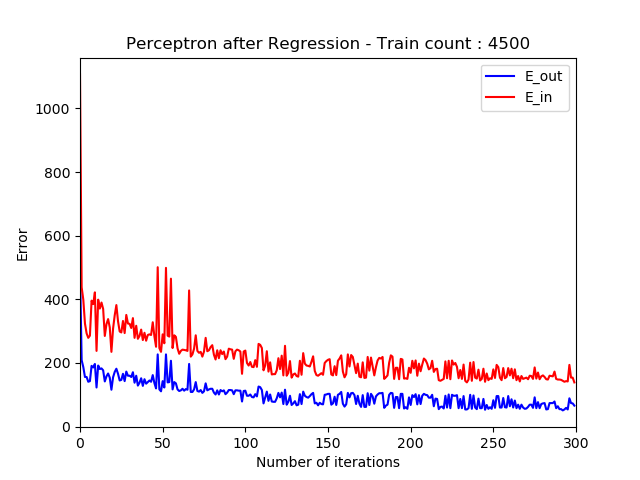 Perceptron after Regression - Train count : 4500
E_out
E_in
Error
1000
800
600
400
200
0
0 50 100 150 200 250 300
Number of iterations